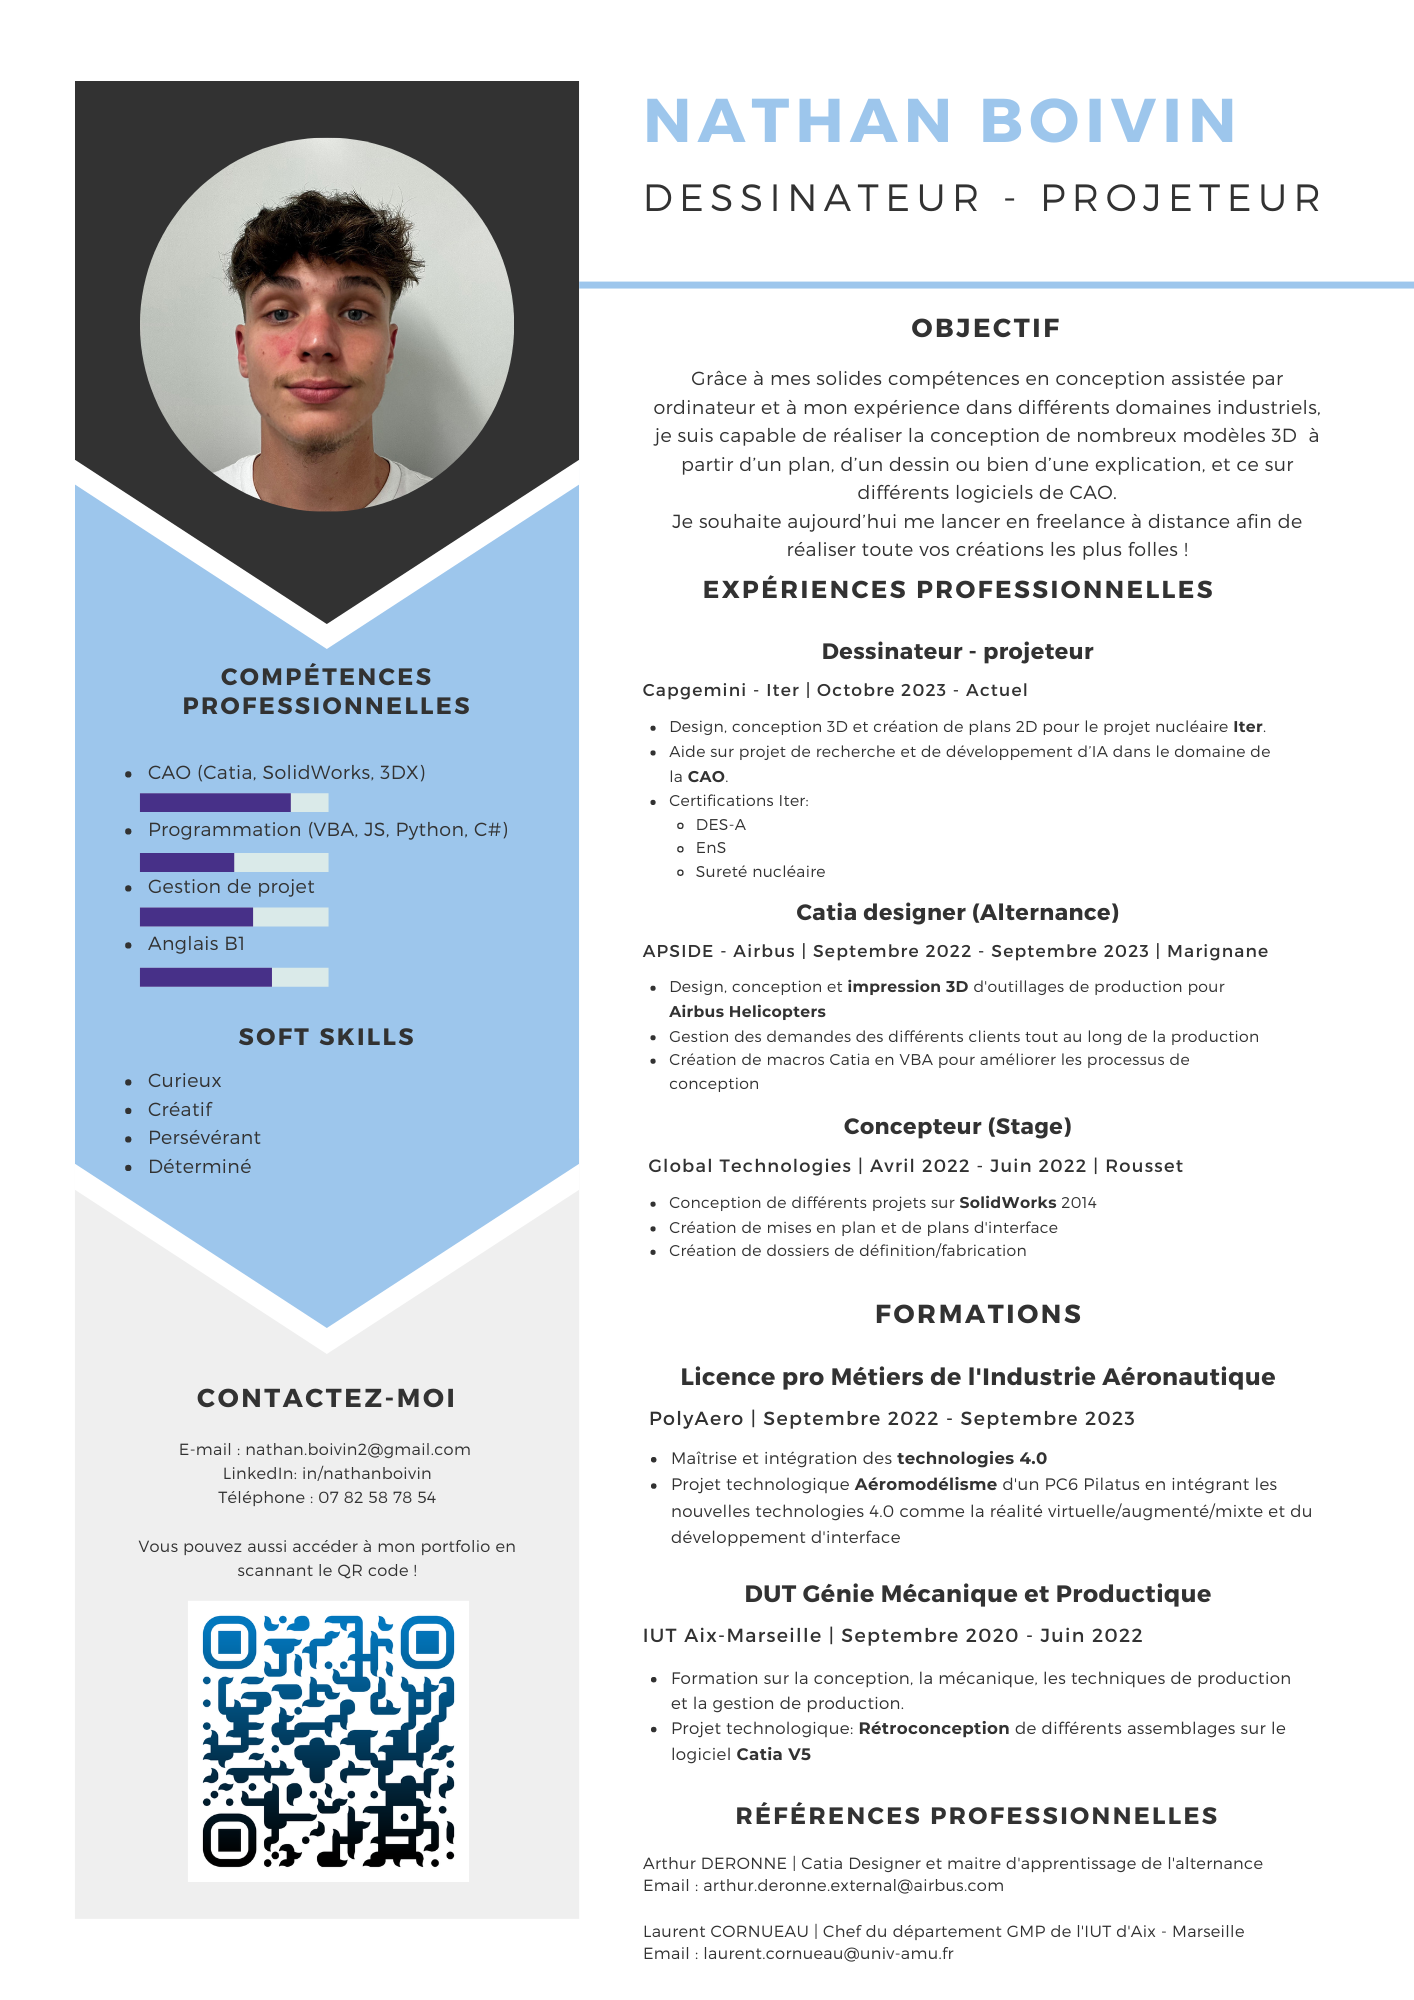 NATHAN BOIVIN
DESSINATEUR - PROJETEUR
OBJECTIF
Grâce à mes solides compétences en conception assistée par
ordinateur et à mon expérience dans différents domaines industriels,
je suis capable de réaliser la conception de nombreux modèles 3D à
partir d'un plan, d'un dessin ou bien d'une explication, et ce sur
différents logiciels de CAO.
Je souhaite aujourd'hui me lancer en freelance à distance afin de
réaliser toute vos créations les plus folles !
EXPÉRIENCES PROFESSIONNELLES
Dessinateur - projeteur
Capgemini - Iter | Octobre 2023 - Actuel
• Design, conception 3D et création de plans 2D pour le projet nucléaire Iter.
• Aide sur projet de recherche et de développement d'IA dans le domaine de
la CAO.
• Certifications Iter:
◦ DES-A
◦ EnS
◦ Sureté nucléaire
Catia designer (Alternance)
APSIDE - Airbus | Septembre 2022 - Septembre 2023 | Marignane
• Design, conception et impression 3D d'outillages de production pour
Airbus Helicopters
• Gestion des demandes des différents clients tout au long de la production
• Création de macros Catia en VBA pour améliorer les processus de
conception
Concepteur (Stage)
Global Technologies | Avril 2022 - Juin 2022 | Rousset
• Conception de différents projets sur SolidWorks 2014
• Création de mises en plan et de plans d'interface
• Création de dossiers de définition/fabrication
FORMATIONS
Licence pro Métiers de l'Industrie Aéronautique
PolyAero | Septembre 2022 - Septembre 2023
• Maîtrise et intégration des technologies 4.0
• Projet technologique Aéromodélisme d'un PC6 Pilatus en intégrant les
nouvelles technologies 4.0 comme la réalité virtuelle/augmenté/mixte et du
développement d'interface
DUT Génie Mécanique et Productique
IUT Aix-Marseille | Septembre 2020 - Juin 2022
• Formation sur la conception, la mécanique, les techniques de production
et la gestion de production.
• Projet technologique: Rétroconception de différents assemblages sur le
logiciel Catia V5
RÉFÉRENCES PROFESSIONNELLES
Arthur DERONNE | Catia Designer et maitre d'apprentissage de l'alternance
Email : arthur.deronne.external@airbus.com
Laurent CORNUEAU | Chef du département GMP de l'IUT d'Aix - Marseille
Email : laurent.cornueau@univ-amu.fr
COMPÉTENCES
PROFESSIONNELLES
• CAO (Catia, SolidWorks, 3DX)
• Programmation (VBA, JS, Python, C#)
• Gestion de projet
• Anglais B1
SOFT SKILLS
• Curieux
• Créatif
• Persévérant
• Déterminé
CONTACTEZ-MOI
E-mail : nathan.boivin2@gmail.com
LinkedIn: in/nathanboivin
Téléphone : 07 82 58 78 54
Vous pouvez aussi accéder à mon portfolio en
scannant le QR code !